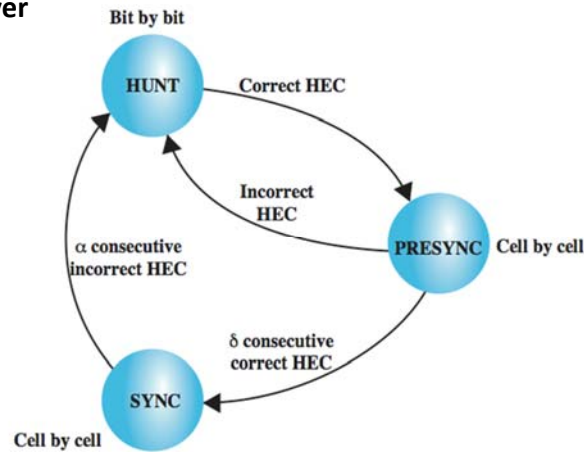 ver
Bit by bit
HUNT
Correct HEC
Incorrect
HEC
PRESYNC
Cell by cell
α consecutive
incorrect HEC
δ consecutive
correct HEC
SYNC
Cell by cell